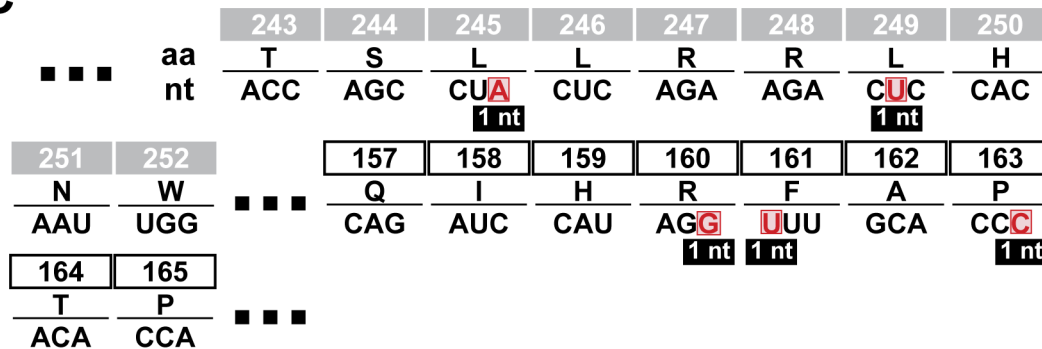 243 244 245 246 247 248 249 250
aa T S L L R R L H
nt ACC AGC CUA CUC AGA AGA CUC CAC
1 nt 1 nt
251 252 157 158 159 160 161 162 163
N W Q I H R F A P
AAU UGG CAG AUC CAU AGG UUU GCA CCC
1 nt 1 nt 1 nt
164 165
T P
ACA CCA